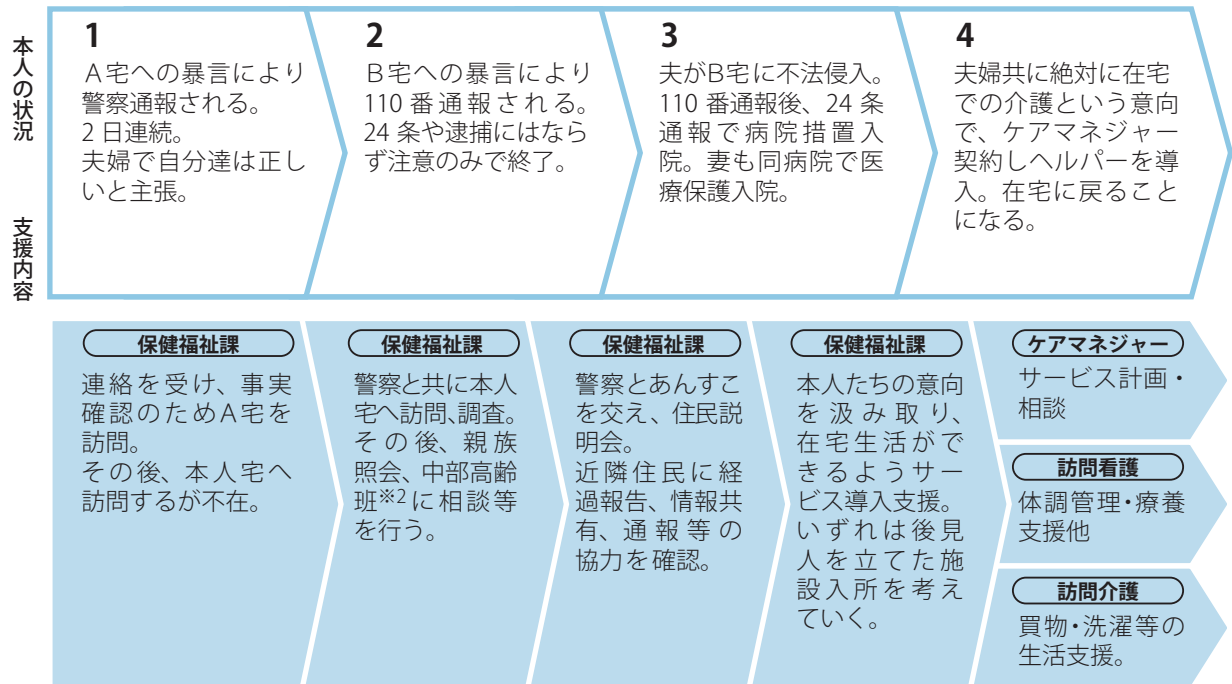 本人の状況
1
A宅への暴言により
警察通報される。
2日連続。
夫婦で自分達は正し
いと主張。
2
B宅への暴言により
110番通報される。
24条や逮捕にはなら
ず注意のみで終了。
3
夫がB宅に不法侵入。
110番通報後、24条
通報で病院措置入
院。妻も同病院で医
療保護入院。
4
夫婦共に絶対に在宅
での介護という意向
で、ケアマネジャー
契約しヘルパーを導
入。在宅に戻ること
になる。
支援内容
保健福祉課
連絡を受け、事実
確認のためA宅を
訪問。
その後、本人宅へ
訪問するが不在。
保健福祉課
警察と共に本人
宅へ訪問、調査。
その後、親族
照会、中部高齢
班※2に相談等
を行う。
保健福祉課
警察とあんすこ
を交え、住民説
明会。
近隣住民に経
過報告、情報共
有、通報等の
協力を確認。
保健福祉課
本人たちの意向
を汲み取り、
在宅生活がで
きるようサー
ビス導入支援。
いずれは後見
人を立てた施
設入所を考え
ていく。
ケアマネジャー
サービス計画・
相談
訪問看護
体調管理・療養
支援他
訪問介護
買物・洗濯等の
生活支援。